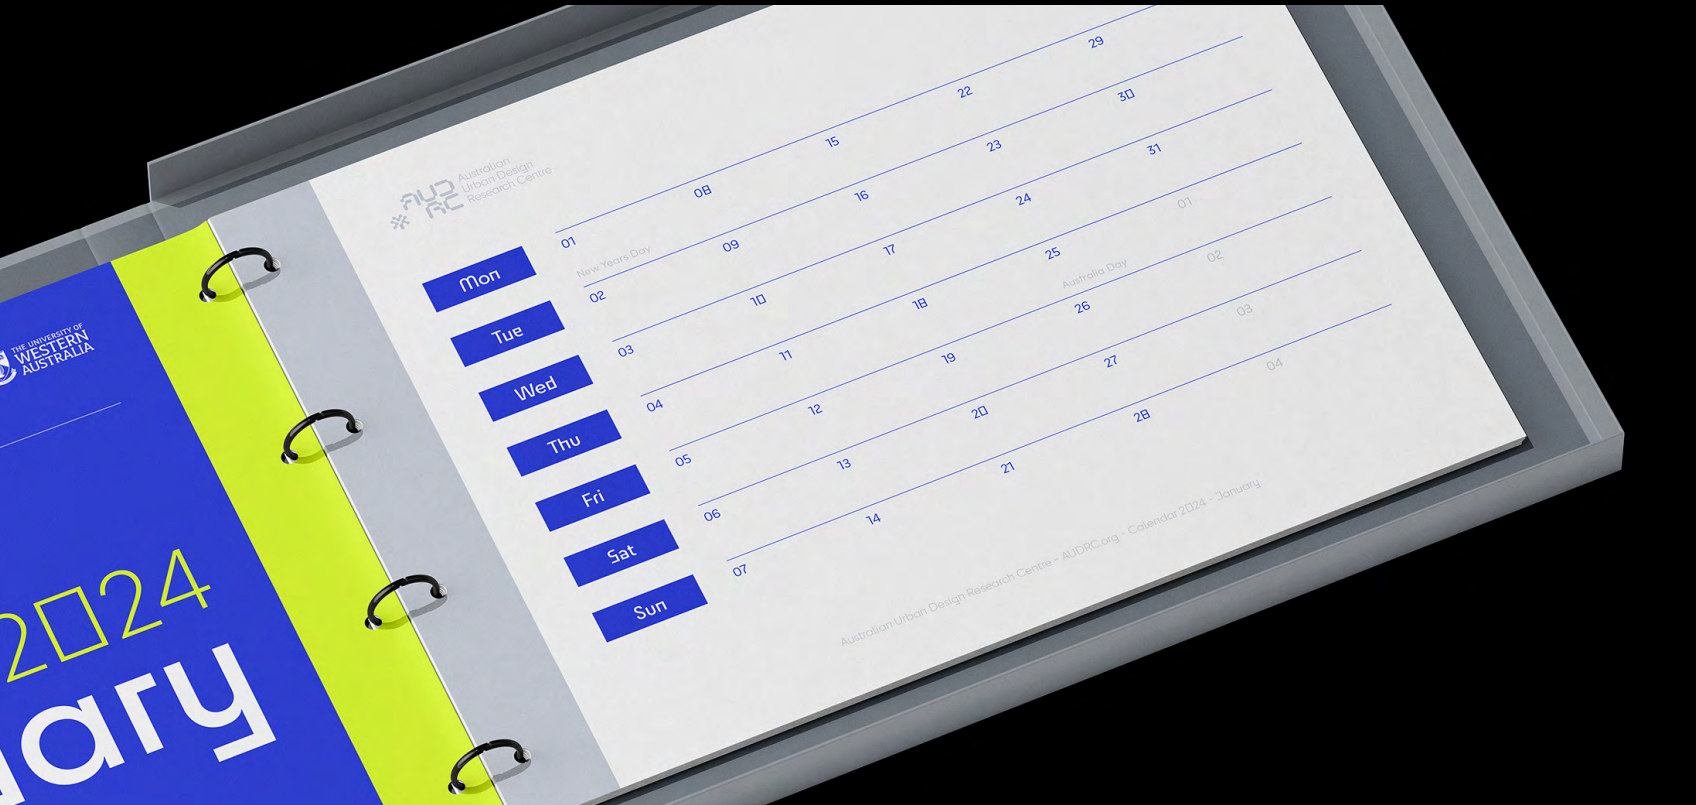 THE UNIVERSITY OF
WESTERN
AUSTRALIA
2024
uary
AUD
RC
Australian
Urban Design
Research Centre
Mon
01
08
15
22
29
New Years Day
Tue
02
09
16
23
30
Wed
03
10
17
24
31
Thu
04
11
18
25
01
Australia Day
Fri
05
12
19
26
02
Sat
06
13
20
27
03
Sun
07
14
21
28
04
Australian Urban Design Research Centre - AUDRC.org - Calendar 2024 - January